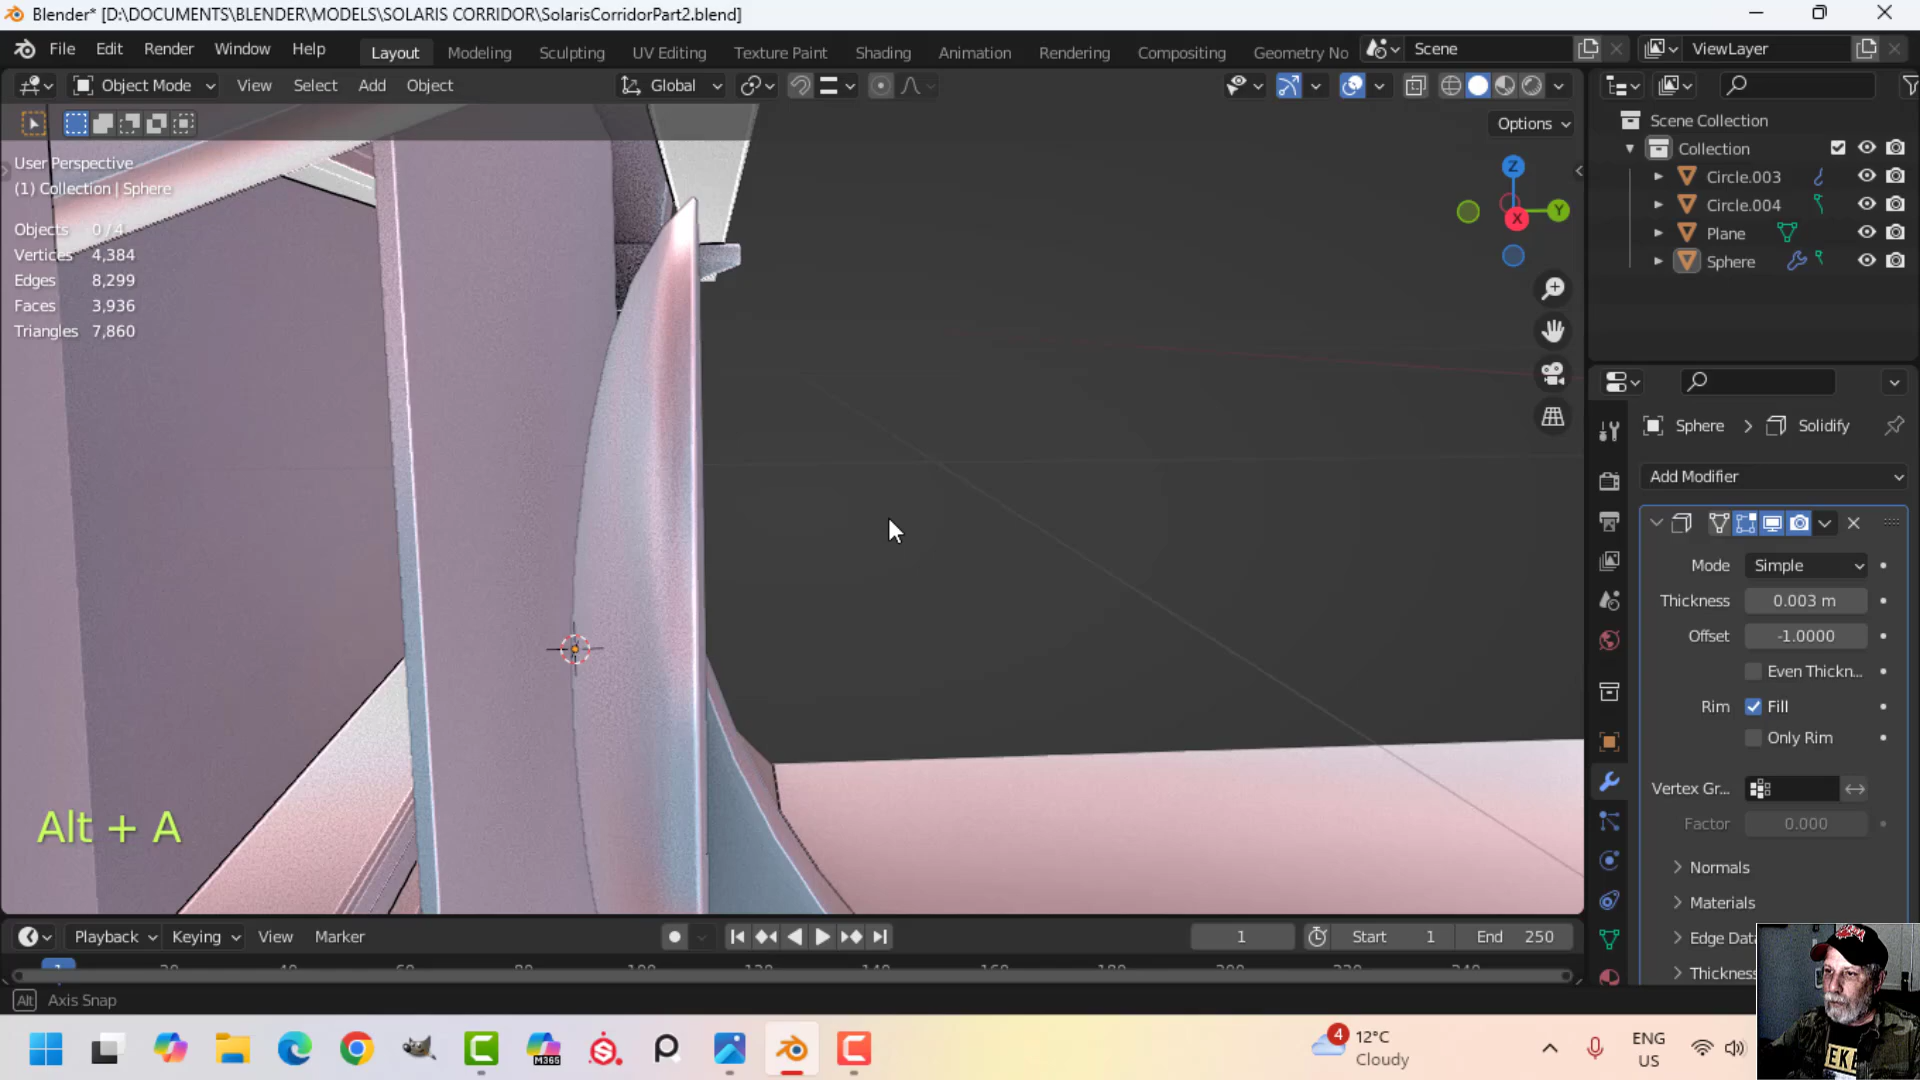 Blender* [D:\DOCUMENTS\BLENDER\MODELS\SOLARIS CORRIDOR\SolarisCorridorPart2.blend]
File Edit Render Window Help Layout Modeling Sculpting UV Editing Texture Paint Shading Animation Rendering Compositing Geometry No Scene ViewLayer
Object Mode View Select Add Object Global
Options
User Perspective
(1) Collection | Sphere
Objects 0/4
Vertices 4,384
Edges 8,299
Faces 3,936
Triangles 7,860
Z
Y
X
Scene Collection
Collection
Circle.003
Circle.004
Plane
Sphere
Sphere > Solidify
Add Modifier
Mode Simple
Thickness 0.003 m
Offset -1.0000
Even Thickn...
Rim Fill
Only Rim
Vertex Gr...
Factor 0.000
Normals
Materials
Edge Data
Thickness
Alt + A
Playback Keying View Marker
1 Start 1 End 250
Alt Axis Snap
M365
4
12°C
Cloudy
ENG
US